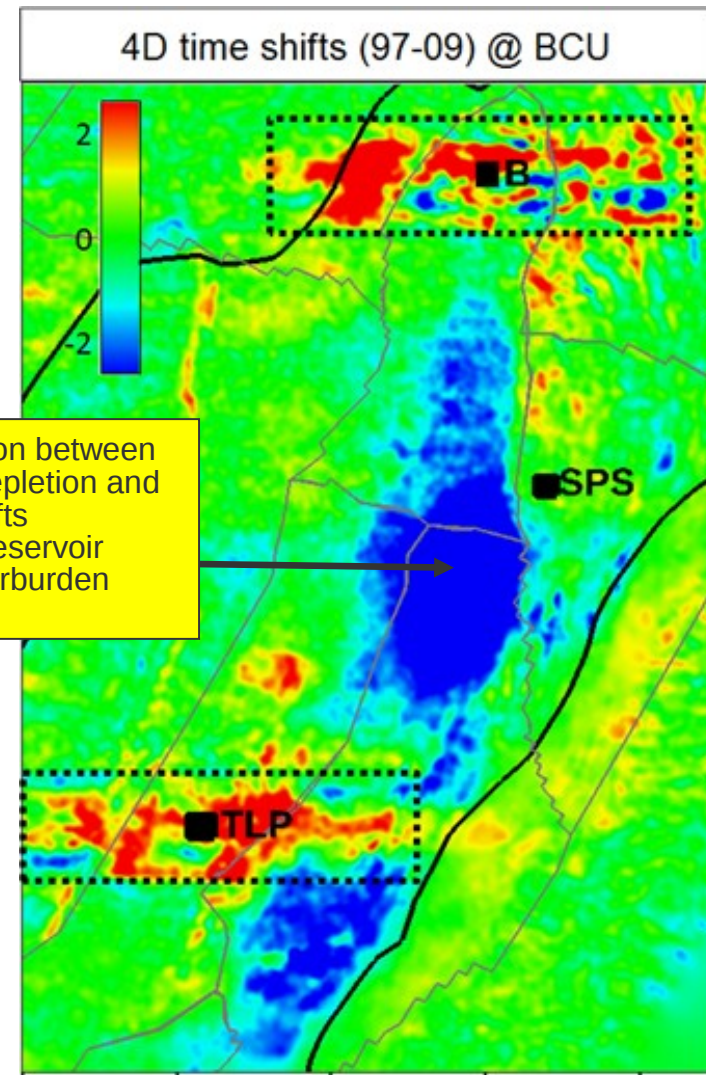 4D time shifts (97-09) @ BCU
2
0
-2
B
on between
epletion and
fts
eservoir
rburden
SPS
TLP